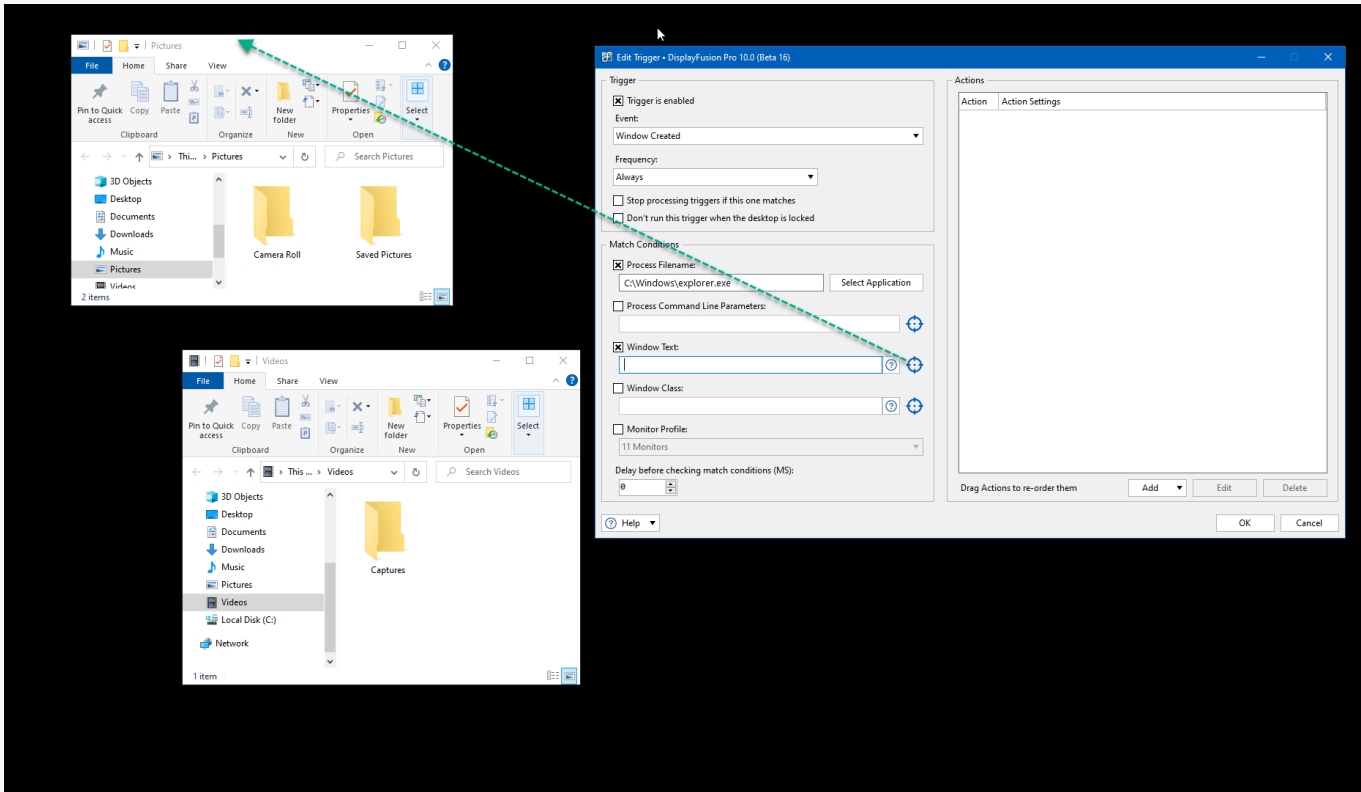 Pictures
File Home Share View
Pin to Quick access Copy Paste New folder Properties Select
Clipboard Organize New Open
Thi... Pictures Search Pictures
3D Objects
Desktop
Documents
Downloads
Music
Pictures
Videos
Camera Roll Saved Pictures
2 items
Videos
File Home Share View
Pin to Quick access Copy Paste New folder Properties Select
Clipboard Organize New Open
This ... Videos Search Videos
3D Objects
Desktop
Documents
Downloads
Music
Pictures
Videos
Local Disk (C:)
Network
Captures
1 item
Edit Trigger • DisplayFusion Pro 10.0 (Beta 16)
Trigger
Trigger is enabled
Event:
Window Created
Frequency:
Always
Stop processing triggers if this one matches
Don't run this trigger when the desktop is locked
Match Conditions
Process Filename:
C:\Windows\explorer.exe Select Application
Process Command Line Parameters:
Window Text:
Window Class:
Monitor Profile:
11 Monitors
Delay before checking match conditions (MS):
0
Help
Actions
Action Action Settings
Drag Actions to re-order them Add Edit Delete
OK Cancel